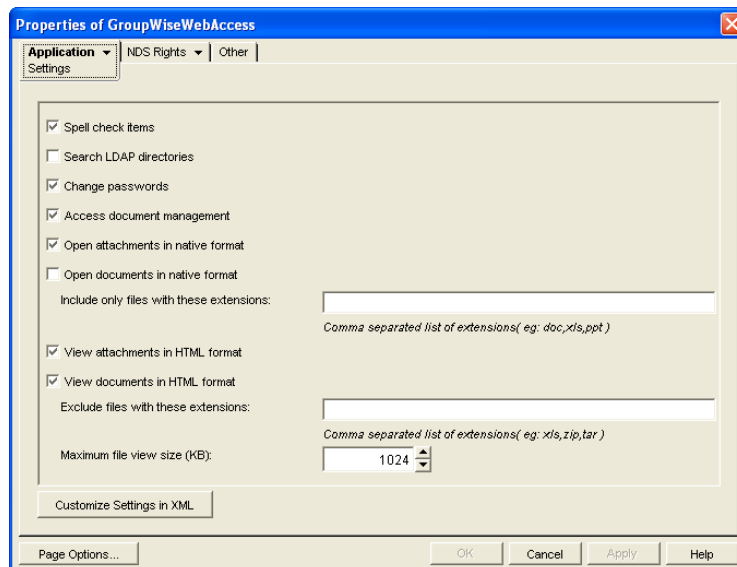 Properties of GroupWiseWebAccess
Application NDS Rights Other
Settings
Spell check items
Search LDAP directories
Change passwords
Access document management
Open attachments in native format
Open documents in native format
Include only files with these extensions:
Comma separated list of extensions( eg: doc,xls,ppt )
View attachments in HTML format
View documents in HTML format
Exclude files with these extensions:
Comma separated list of extensions( eg: xls,zip,tar )
Maximum file view size (KB): 1024
Customize Settings in XML
Page Options... OK Cancel Apply Help